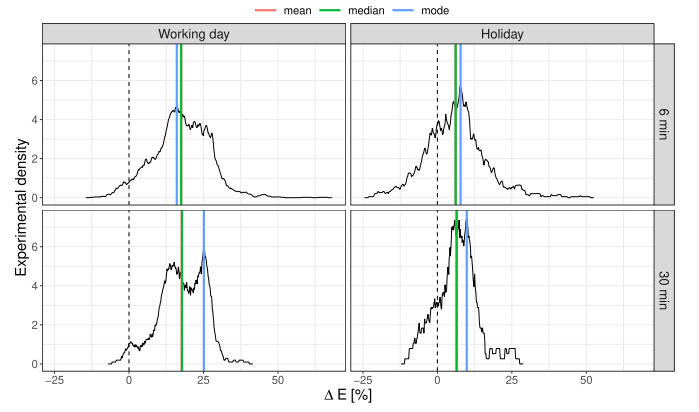 mean median mode
Working day Holiday
6 min
30 min
Experimental density
0 2 4 6
0 2 4 6
−25 0 25 50 −25 0 25 50
Δ E [%]